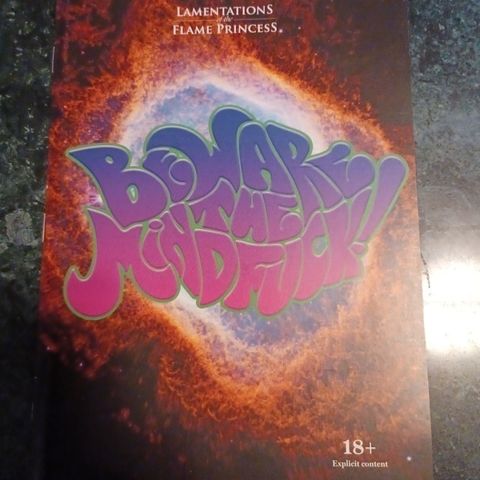 LAMENTATIONS
of the
FLAME PRINCESS®
BEWARE
THE
MINDFUCK!
18+
Explicit content